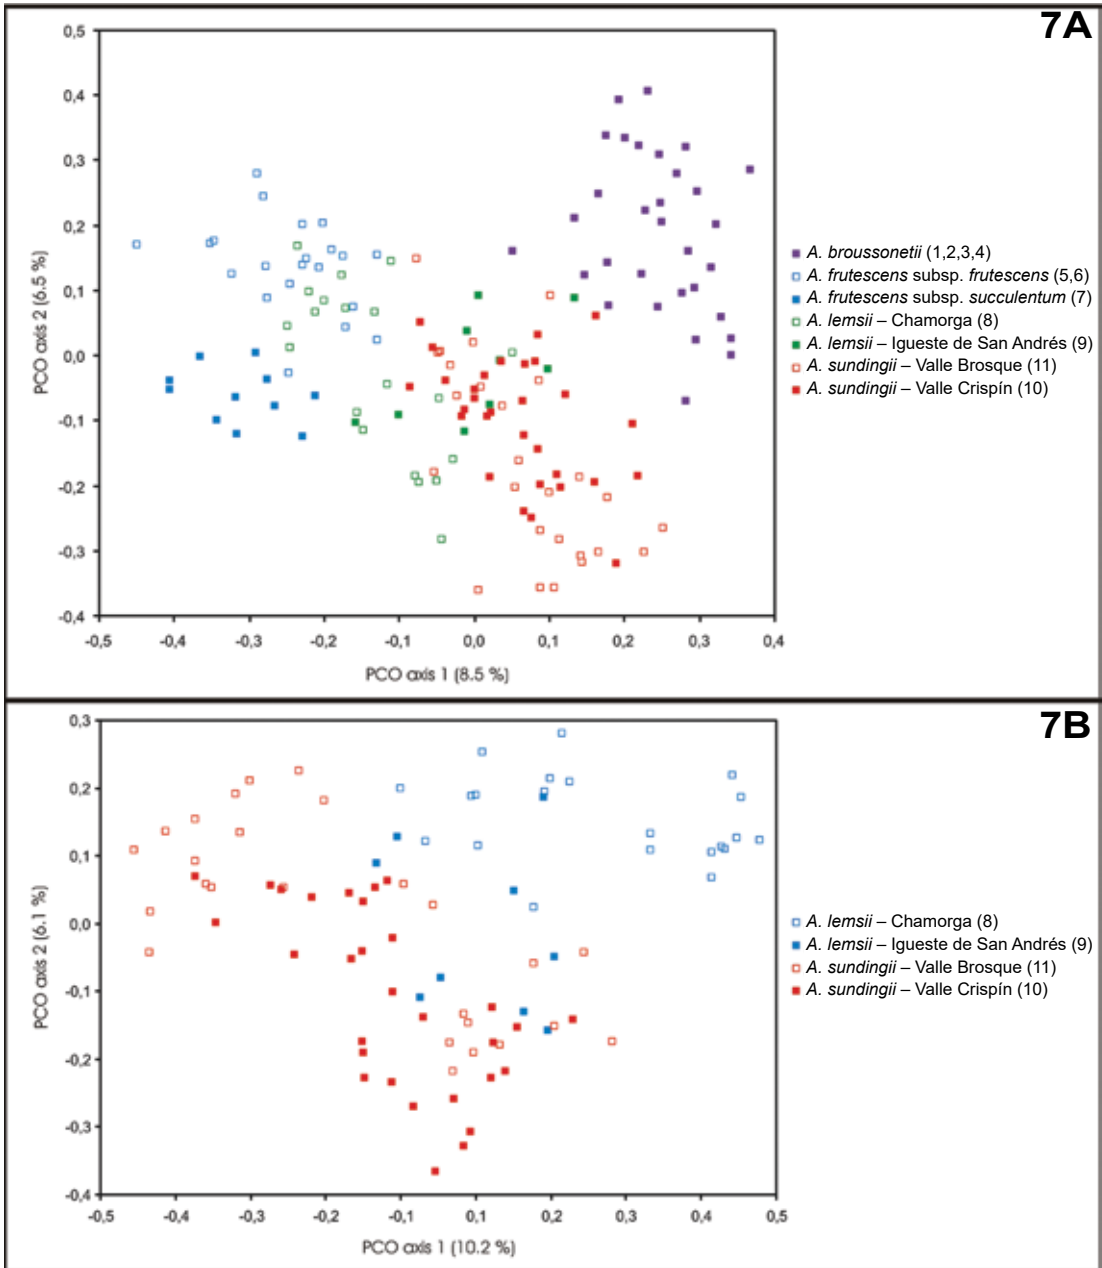 7A
0,5
0,4
0,3
0,2
0,1
0,0
-0,1
-0,2
-0,3
-0,4
PCO axis 2 (6.5 %)
-0,5 -0,4 -0,3 -0,2 -0,1 0,0 0,1 0,2 0,3 0,4
PCO axis 1 (8.5 %)
A. broussonetii (1,2,3,4)
A. frutescens subsp. frutescens (5,6)
A. frutescens subsp. succulentum (7)
A. lemsii – Chamorga (8)
A. lemsii – Igueste de San Andrés (9)
A. sundingii – Valle Brosque (11)
A. sundingii – Valle Crispín (10)
7B
0,3
0,2
0,1
0,0
-0,1
-0,2
-0,3
-0,4
PCO axis 2 (6.1 %)
-0,5 -0,4 -0,3 -0,2 -0,1 0,1 0,2 0,3 0,4 0,5
PCO axis 1 (10.2 %)
A. lemsii – Chamorga (8)
A. lemsii – Igueste de San Andrés (9)
A. sundingii – Valle Brosque (11)
A. sundingii – Valle Crispín (10)